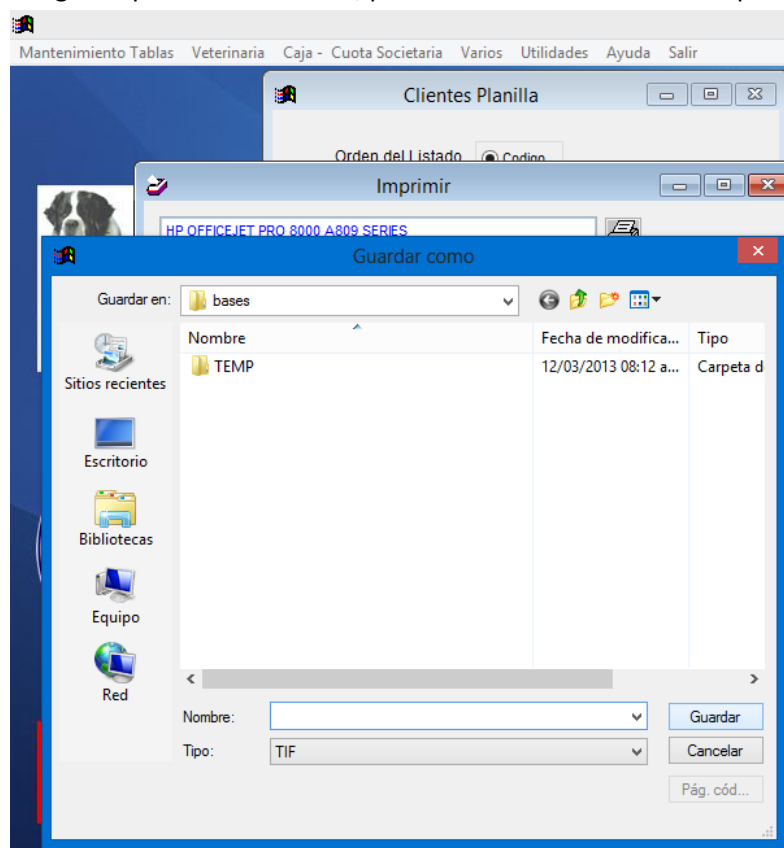 Mantenimiento Tablas Veterinaria Caja - Cuota Societaria Varios Utilidades Ayuda Salir
Clientes Planilla
Orden del Listado Codigo
Imprimir
HP OFFICEJET PRO 8000 A809 SERIES
Guardar como
Guardar en: bases
Nombre Fecha de modifica... Tipo
TEMP 12/03/2013 08:12 a... Carpeta d
Sitios recientes
Escritorio
Bibliotecas
Equipo
Red
Nombre: Guardar
Tipo: TIF Cancelar
Pág. cód...